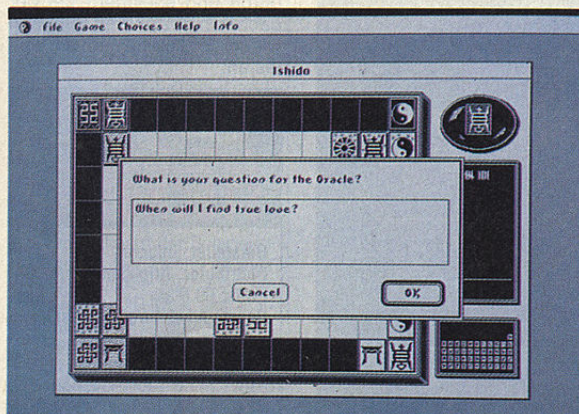 File Game Choices Help Info
Ishido
What is your question for the Oracle?
When will I find true love?
Cancel
OK